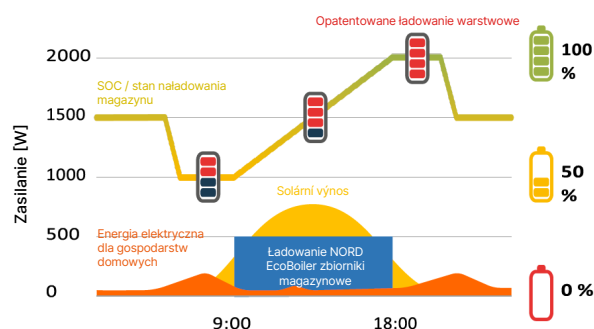 Opatentowane ładowanie warstwowe
2000
100
%
SOC / stan naładowania
magazynu
1500
Zasilanie [W]
1000
50
%
Solární výnos
Energia elektryczna
dla gospodarstw
domowych
500
Ładowanie NORD
EcoBoiler zbiorniki
magazynowe
0
0 %
9:00
18:00